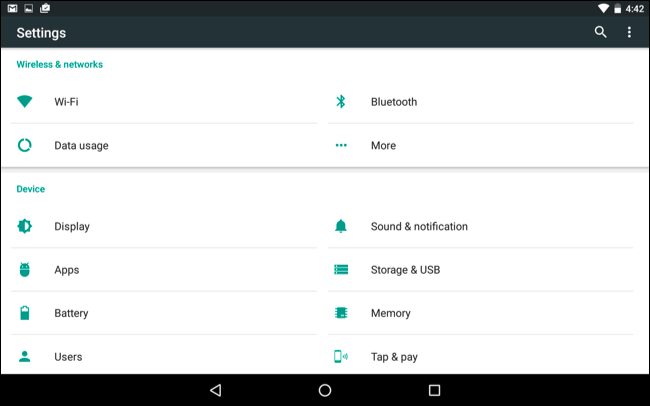 4:42
Settings
Wireless & networks
Wi-Fi
Bluetooth
Data usage
More
Device
Display
Sound & notification
Apps
Storage & USB
Battery
Memory
Users
Tap & pay